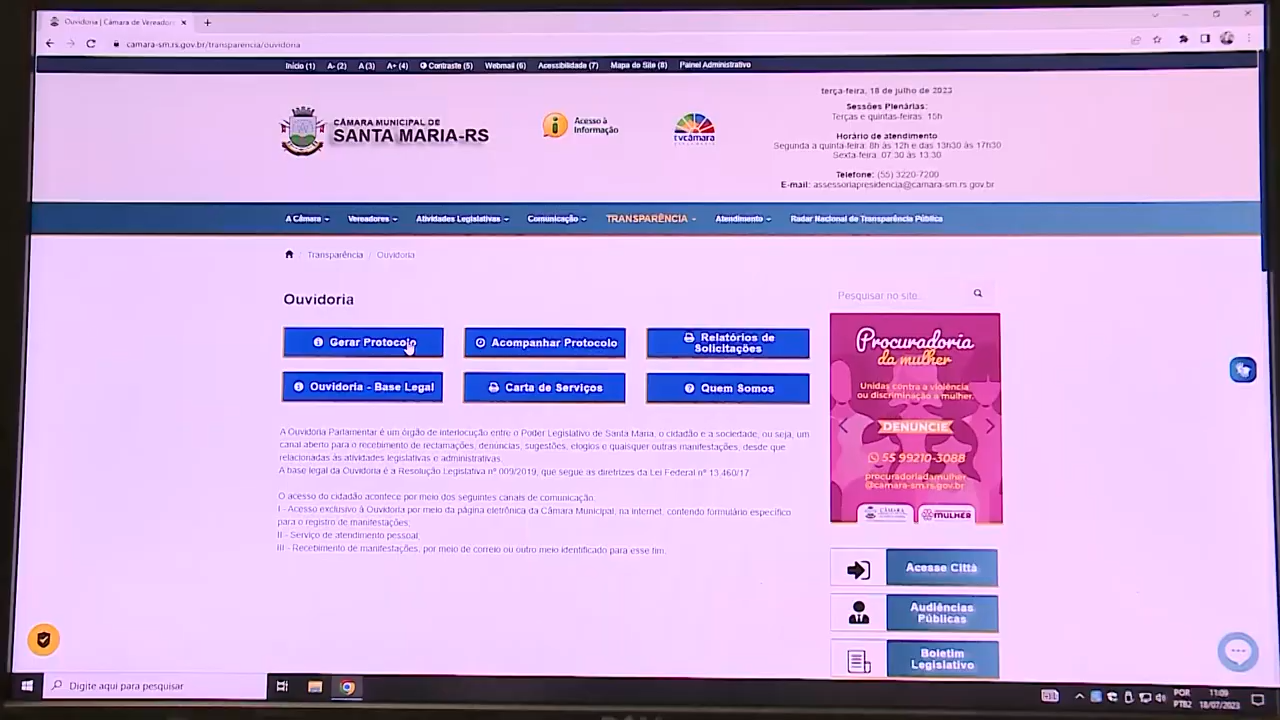 Ouvidoria | Câmara de Vereadores
camara-sm.rs.gov.br/transparencia/ouvidoria
Início (1) A- (2) A (3) A+ (4) Contraste (5) Webmail (6) Acessibilidade (7) Mapa do Site (8) Painel Administrativo
CÂMARA MUNICIPAL DE
SANTA MARIA-RS
Acesso à
Informação
tvcâmara
terça-feira, 18 de julho de 2023
Sessões Plenárias:
Terças e quintas-feiras: 15h
Horário de atendimento
Segunda a quinta-feira: 8h às 12h e das 13h30 às 17h30
Sexta-feira: 07:30 às 13:30
Telefone: (55) 3220-7200
E-mail: assessoriapresidencia@camara-sm.rs.gov.br
A Câmara Vereadores Atividades Legislativas Comunicação TRANSPARÊNCIA Atendimento Radar Nacional de Transparência Pública
/ Transparência / Ouvidoria
Ouvidoria
Gerar Protocolo
Acompanhar Protocolo
Relatórios de
Solicitações
Ouvidoria - Base Legal
Carta de Serviços
Quem Somos
A Ouvidoria Parlamentar é um órgão de interlocução entre o Poder Legislativo de Santa Maria, o cidadão e a sociedade, ou seja, um
canal aberto para o recebimento de reclamações, denúncias, sugestões, elogios e quaisquer outras manifestações, desde que
relacionadas às atividades legislativas e administrativas.
A base legal da Ouvidoria é a Resolução Legislativa nº 009/2019, que segue as diretrizes da Lei Federal nº 13.460/17.
O acesso do cidadão acontece por meio dos seguintes canais de comunicação:
I - Acesso exclusivo à Ouvidoria por meio da página eletrônica da Câmara Municipal, na Internet, contendo formulário específico
para o registro de manifestações;
II - Serviço de atendimento pessoal;
III - Recebimento de manifestações, por meio de correio ou outro meio identificado para esse fim.
Pesquisar no site...
Procuradoria
da mulher
Unidas contra a violência
ou discriminação a mulher.
DENUNCIE
55 99210-3088
procuradoriadamulher
@camara-sm.rs.gov.br
CÂMARA
MULHER
Acesse Città
Audiências
Públicas
Boletim
Legislativo
Digite aqui para pesquisar
POR
PTB2
11:09
18/07/2023